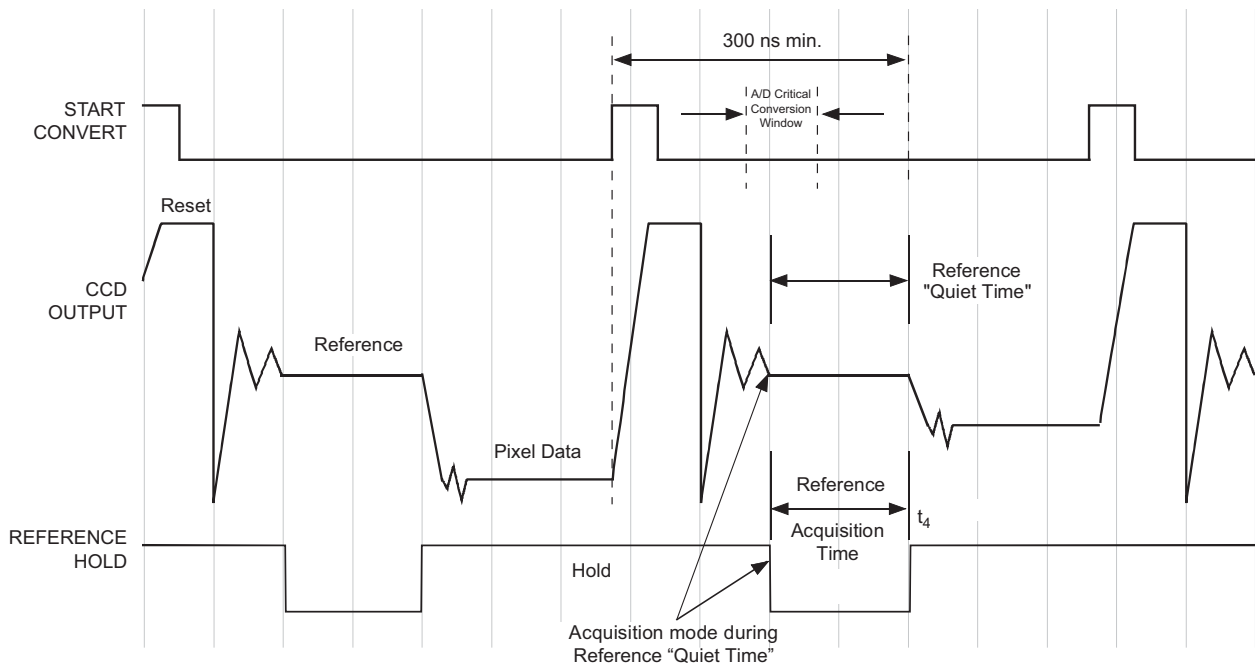 300 ns min.
A/D Critical
Conversion
Window
START
CONVERT
Reset
CCD
OUTPUT
Reference
"Quiet Time"
Reference
Pixel Data
Reference
t4
Acquisition
Time
REFERENCE
HOLD
Hold
Acquisition mode during
Reference “Quiet Time”